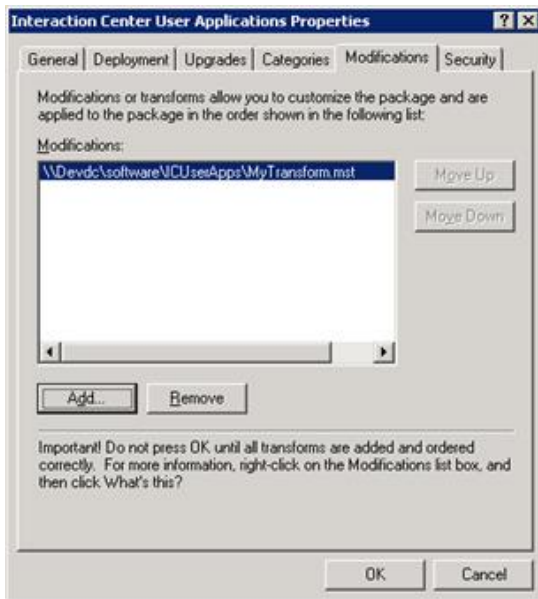 Interaction Center User Applications Properties
? X
General Deployment Upgrades Categories Modifications Security
Modifications or transforms allow you to customize the package and are
applied to the package in the order shown in the following list:
Modifications:
\\Devdc\software\ICUserApps\MyTransform.mst
Move Up
Move Down
Add... Remove
Important! Do not press OK until all transforms are added and ordered
correctly. For more information, right-click on the Modifications list box, and
then click What's this?
OK Cancel